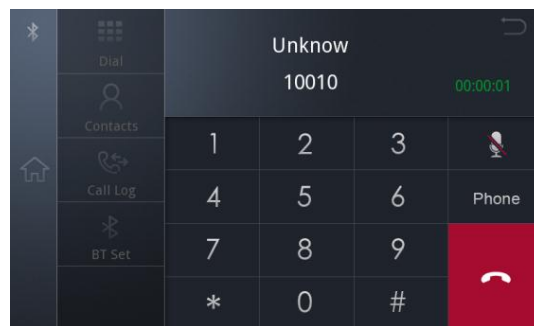 Dial
Contacts
Call Log
BT Set
Unknow
10010
00:00:01
1 2 3
4 5 6 Phone
7 8 9
* 0 #